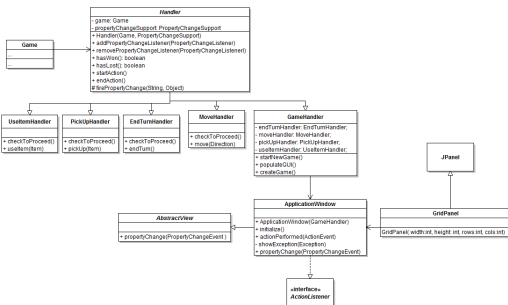 Handler
- game: Game
- propertyChangeSupport: PropertyChangeSupport
+ Handler(Game, PropertyChangeSupport)
+ addPropertyChangeListener(PropertyChangeListener)
+ removePropertyChangeListener(PropertyChangeListener)
+ hasWon(): boolean
+ hasLost(): boolean
+ startAction()
+ endAction()
# firePropertyChange(String, Object)
Game
...
...
UseItemHandler
+ checkToProceed()
+ useItem(Item)
PickUpHandler
+ checkToProceed()
+ pickUp(Item)
EndTurnHandler
+ checkToProceed()
+ endTurn()
MoveHandler
+ checkToProceed()
+ move(Direction)
GameHandler
- endTurnHandler: EndTurnHandler;
- moveHandler: MoveHandler;
- pickUpHandler: PickUpHandler;
- useItemHandler: UseItemHandler;
+ startNewGame()
+ populateGUI()
+ createGame()
JPanel
AbstractView
+ propertyChange(PropertyChangeEvent )
ApplicationWindow
+ ApplicationWindow(GameHandler)
+ initialize()
+ actionPerformed(ActionEvent)
- showException(Exception)
+ propertyChange(PropertyChangeEvent)
GridPanel
GridPanel( width:int, height: int, rows:int, cols:int)
«interface»
ActionListener